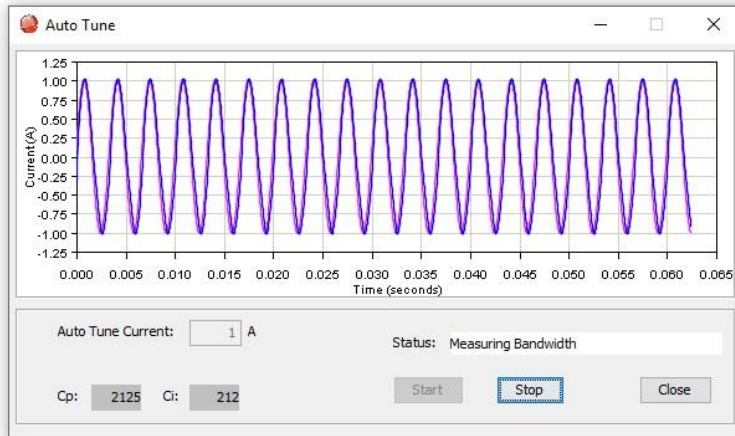 Auto Tune
1.25
1.00
0.75
0.50
0.25
0.00
-0.25
-0.50
-0.75
-1.00
-1.25
Current(A)
0.000 0.005 0.010 0.015 0.020 0.025 0.030 0.035 0.040 0.045 0.050 0.055 0.060 0.065
Time (seconds)
Auto Tune Current: 1 A
Status: Measuring Bandwidth
Cp: 2125 Ci: 212
Start Stop Close